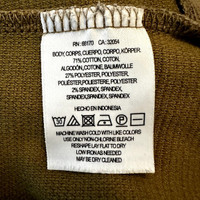 RN: 66170 CA: 32054
BODY, CORPS, CUERPO, CORPO, KÖRPER:
71% COTTON, COTON,
ALGODÓN, COTONE, BAUMWOLLE
27% POLYESTER, POLYESTER,
POLIÉSTER, POLIESTERE, POLYESTER
2% SPANDEX, SPANDEX,
SPANDEX, SPANDEX, SPANDEX
HECHO EN INDONESIA
MACHINE WASH COLD WITH LIKE COLORS
USE ONLY NON-CHLORINE BLEACH
RESHAPE LAY FLAT TO DRY
LOW IRON AS NEEDED
MAY BE DRY CLEANED